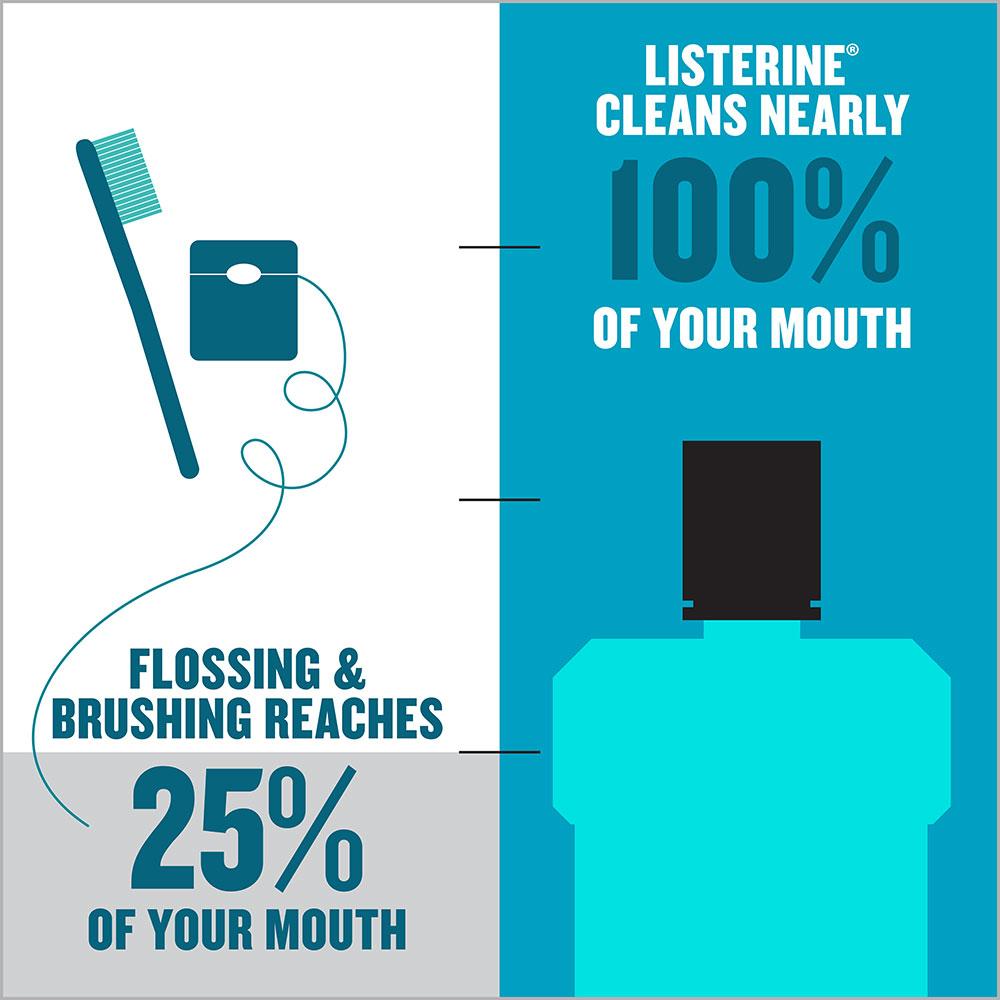 FLOSSING &
BRUSHING REACHES
25%
OF YOUR MOUTH
LISTERINE®
CLEANS NEARLY
100%
OF YOUR MOUTH